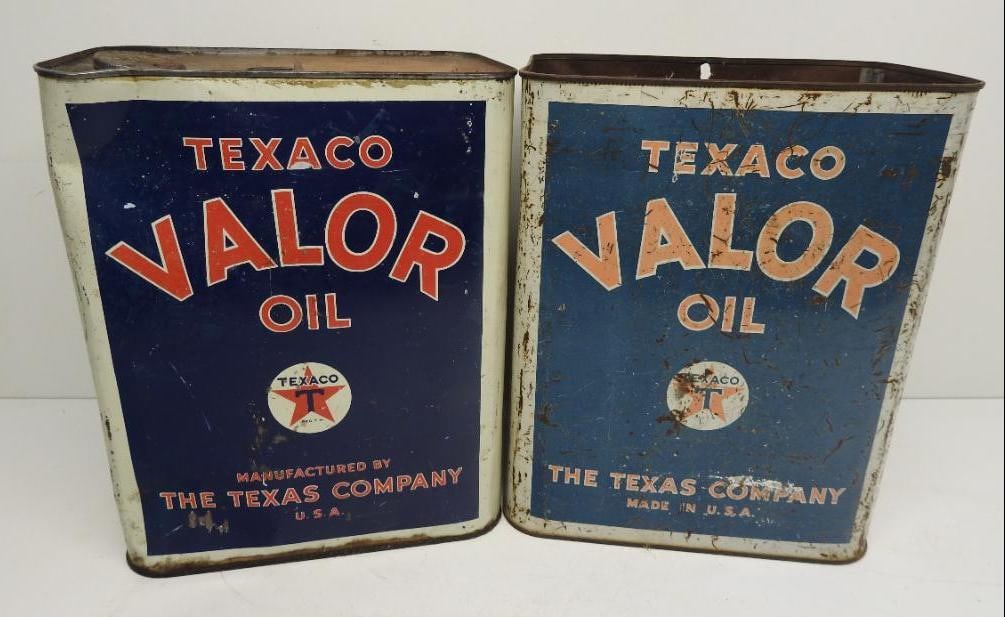 TEXACO
VALOR
OIL
TEXACO
T
MANUFACTURED BY
THE TEXAS COMPANY
U.S.A.
TEXACO
VALOR
OIL
TEXACO
T
THE TEXAS COMPANY
MADE IN U.S.A.